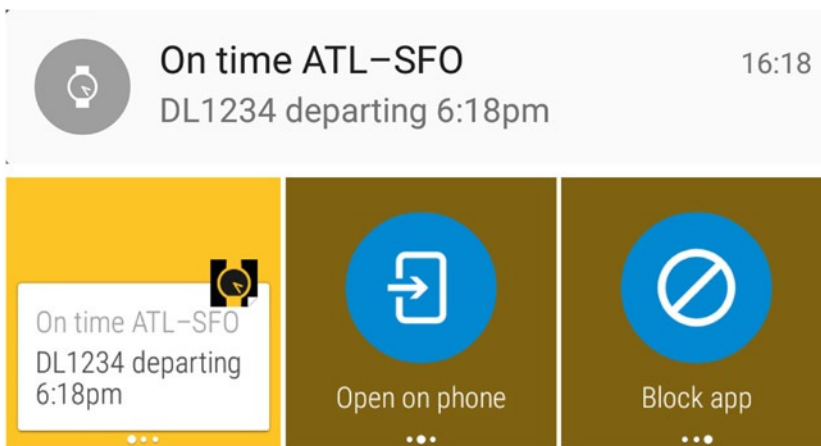 On time ATL–SFO
16:18
DL1234 departing 6:18pm
On time ATL–SFO
DL1234 departing
6:18pm
Open on phone
Block app